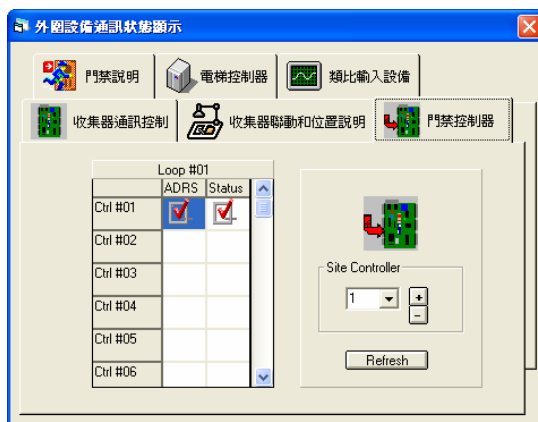 外圍設備通訊狀態顯示
門禁說明 電梯控制器 類比輸入設備
收集器通訊控制 收集器聯動和位置說明 門禁控制器
Loop #01
ADRS Status
Ctrl #01
Ctrl #02
Ctrl #03
Ctrl #04
Ctrl #05
Ctrl #06
Site Controller
1
+
-
Refresh